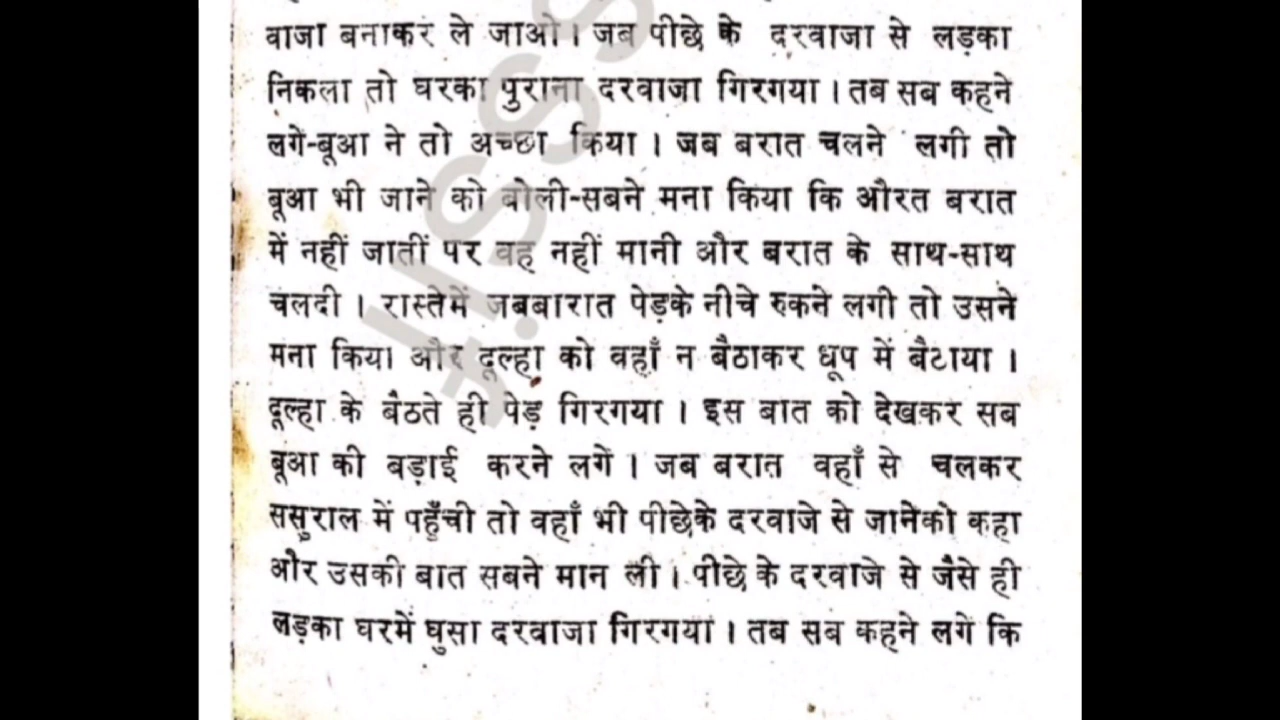 वाजा बनाकर ले जाओ। जब पीछे के दरवाजा से लड़का
निकला तो घरका पुराना दरवाजा गिरगया। तब सब कहने
लगे-बूआ ने तो अच्छा किया। जब बरात चलने लगी तो
बूआ भी जाने को बोली-सबने मना किया कि औरत बरात
में नहीं जातीं पर वह नहीं मानी और बरात के साथ-साथ
चलदी। रास्तेमें जबबारात पेड़के नीचे रुकने लगी तो उसने
मना किया और दूल्हा को वहाँ न बैठाकर धूप में बैटाया।
दूल्हा के बैठते ही पेड़ गिरगया। इस बात को देखकर सब
बूआ की बड़ाई करने लगे। जब बरात वहाँ से चलकर
ससुराल में पहुँची तो वहाँ भी पीछेके दरवाजे से जानेको कहा
और उसकी बात सबने मान ली। पीछे के दरवाजे से जैसे ही
लड़का घरमें घुसा दरवाजा गिरगया। तब सब कहने लगे कि